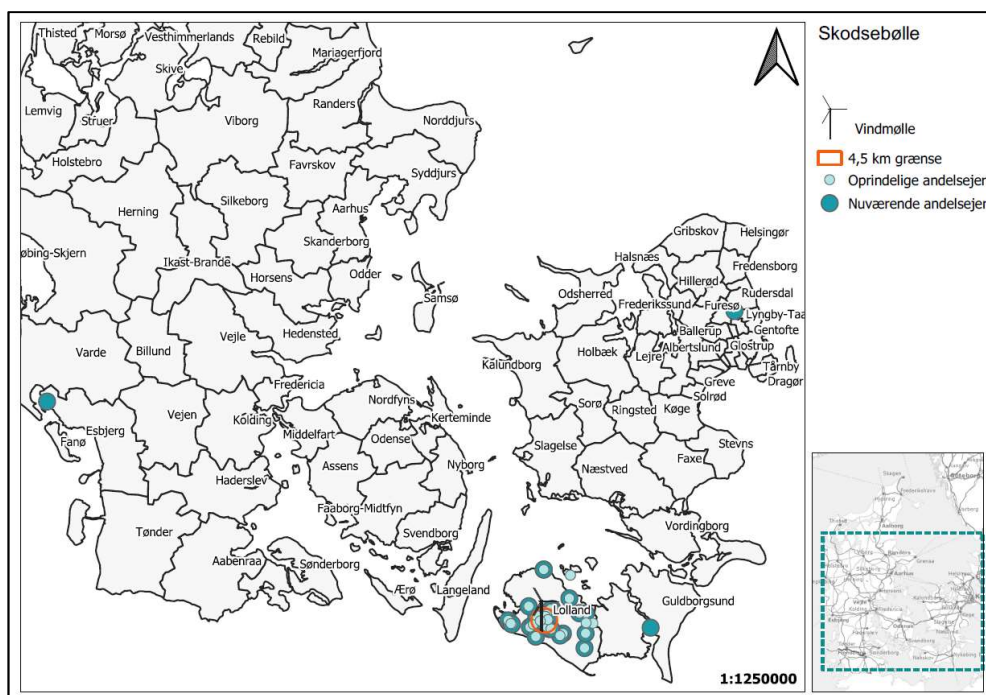 Skodsebølle
Vindmølle
4,5 km grænse
Oprindelige andelsejer
Nuværende andelsejer
Thisted
Morsø
Vesthimmerlands
Rebild
Mariagerfjord
Skive
Lemvig
Struer
Viborg
Randers
Norddjurs
Holstebro
Favrskov
Syddjurs
Herning
Silkeborg
Aarhus
Skanderborg
øbing-Skjern
Ikast-Brande
Horsens
Odder
Samsø
Hedensted
Vejle
Varde
Billund
Gribskov
Helsingør
Halsnæs
Fredensborg
Hillerød
Odsherred
Frederikssund
Furesø
Rudersdal
Lyngby-Taa
Ballerup
Gentofte
Holbæk
Lejre
Albertslund
Glostrup
Tårnby
Dragør
Kalundborg
Greve
Solrød
Fredericia
Nordfyns
Kerteminde
Sorø
Ringsted
Køge
Esbjerg
Fanø
Vejen
Kolding
Middelfart
Odense
Assens
Nyborg
Slagelse
Stevns
Faxe
Næstved
Haderslev
Faaborg-Midtfyn
Svendborg
Vordingborg
Tønder
Aabenraa
Sønderborg
Ærø
Langeland
Lolland
Guldborgsund
1:1250000